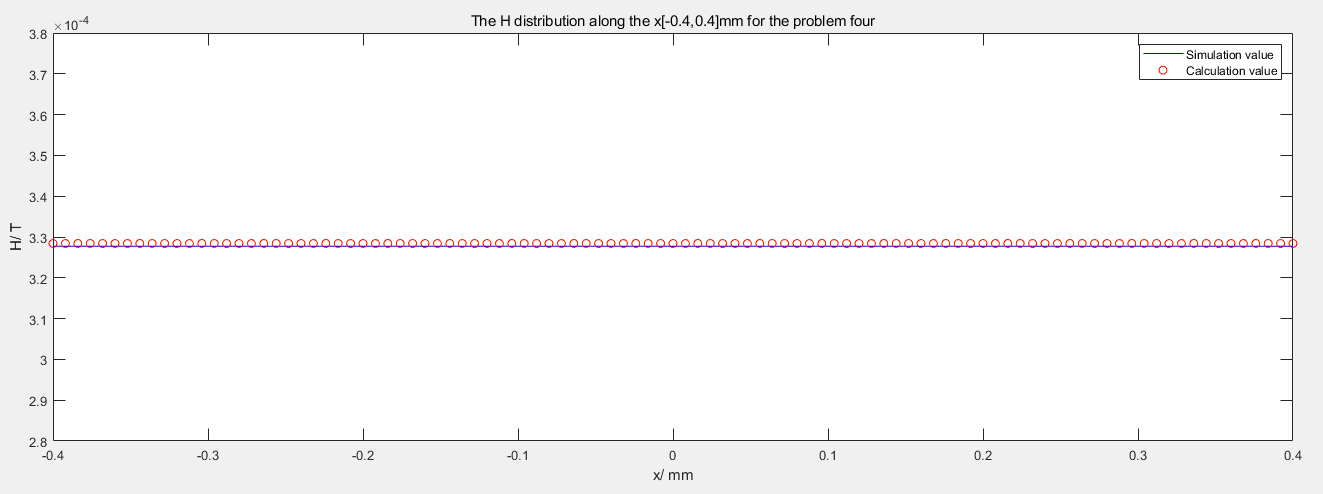 The H distribution along the x[-0.4,0.4]mm for the problem four
×10⁻⁴
3.8
3.7
3.6
3.5
3.4
3.3
3.2
3.1
3
2.9
2.8
H/ T
Simulation value
Calculation value
-0.4 -0.3 -0.2 -0.1 0 0.1 0.2 0.3 0.4
x/ mm